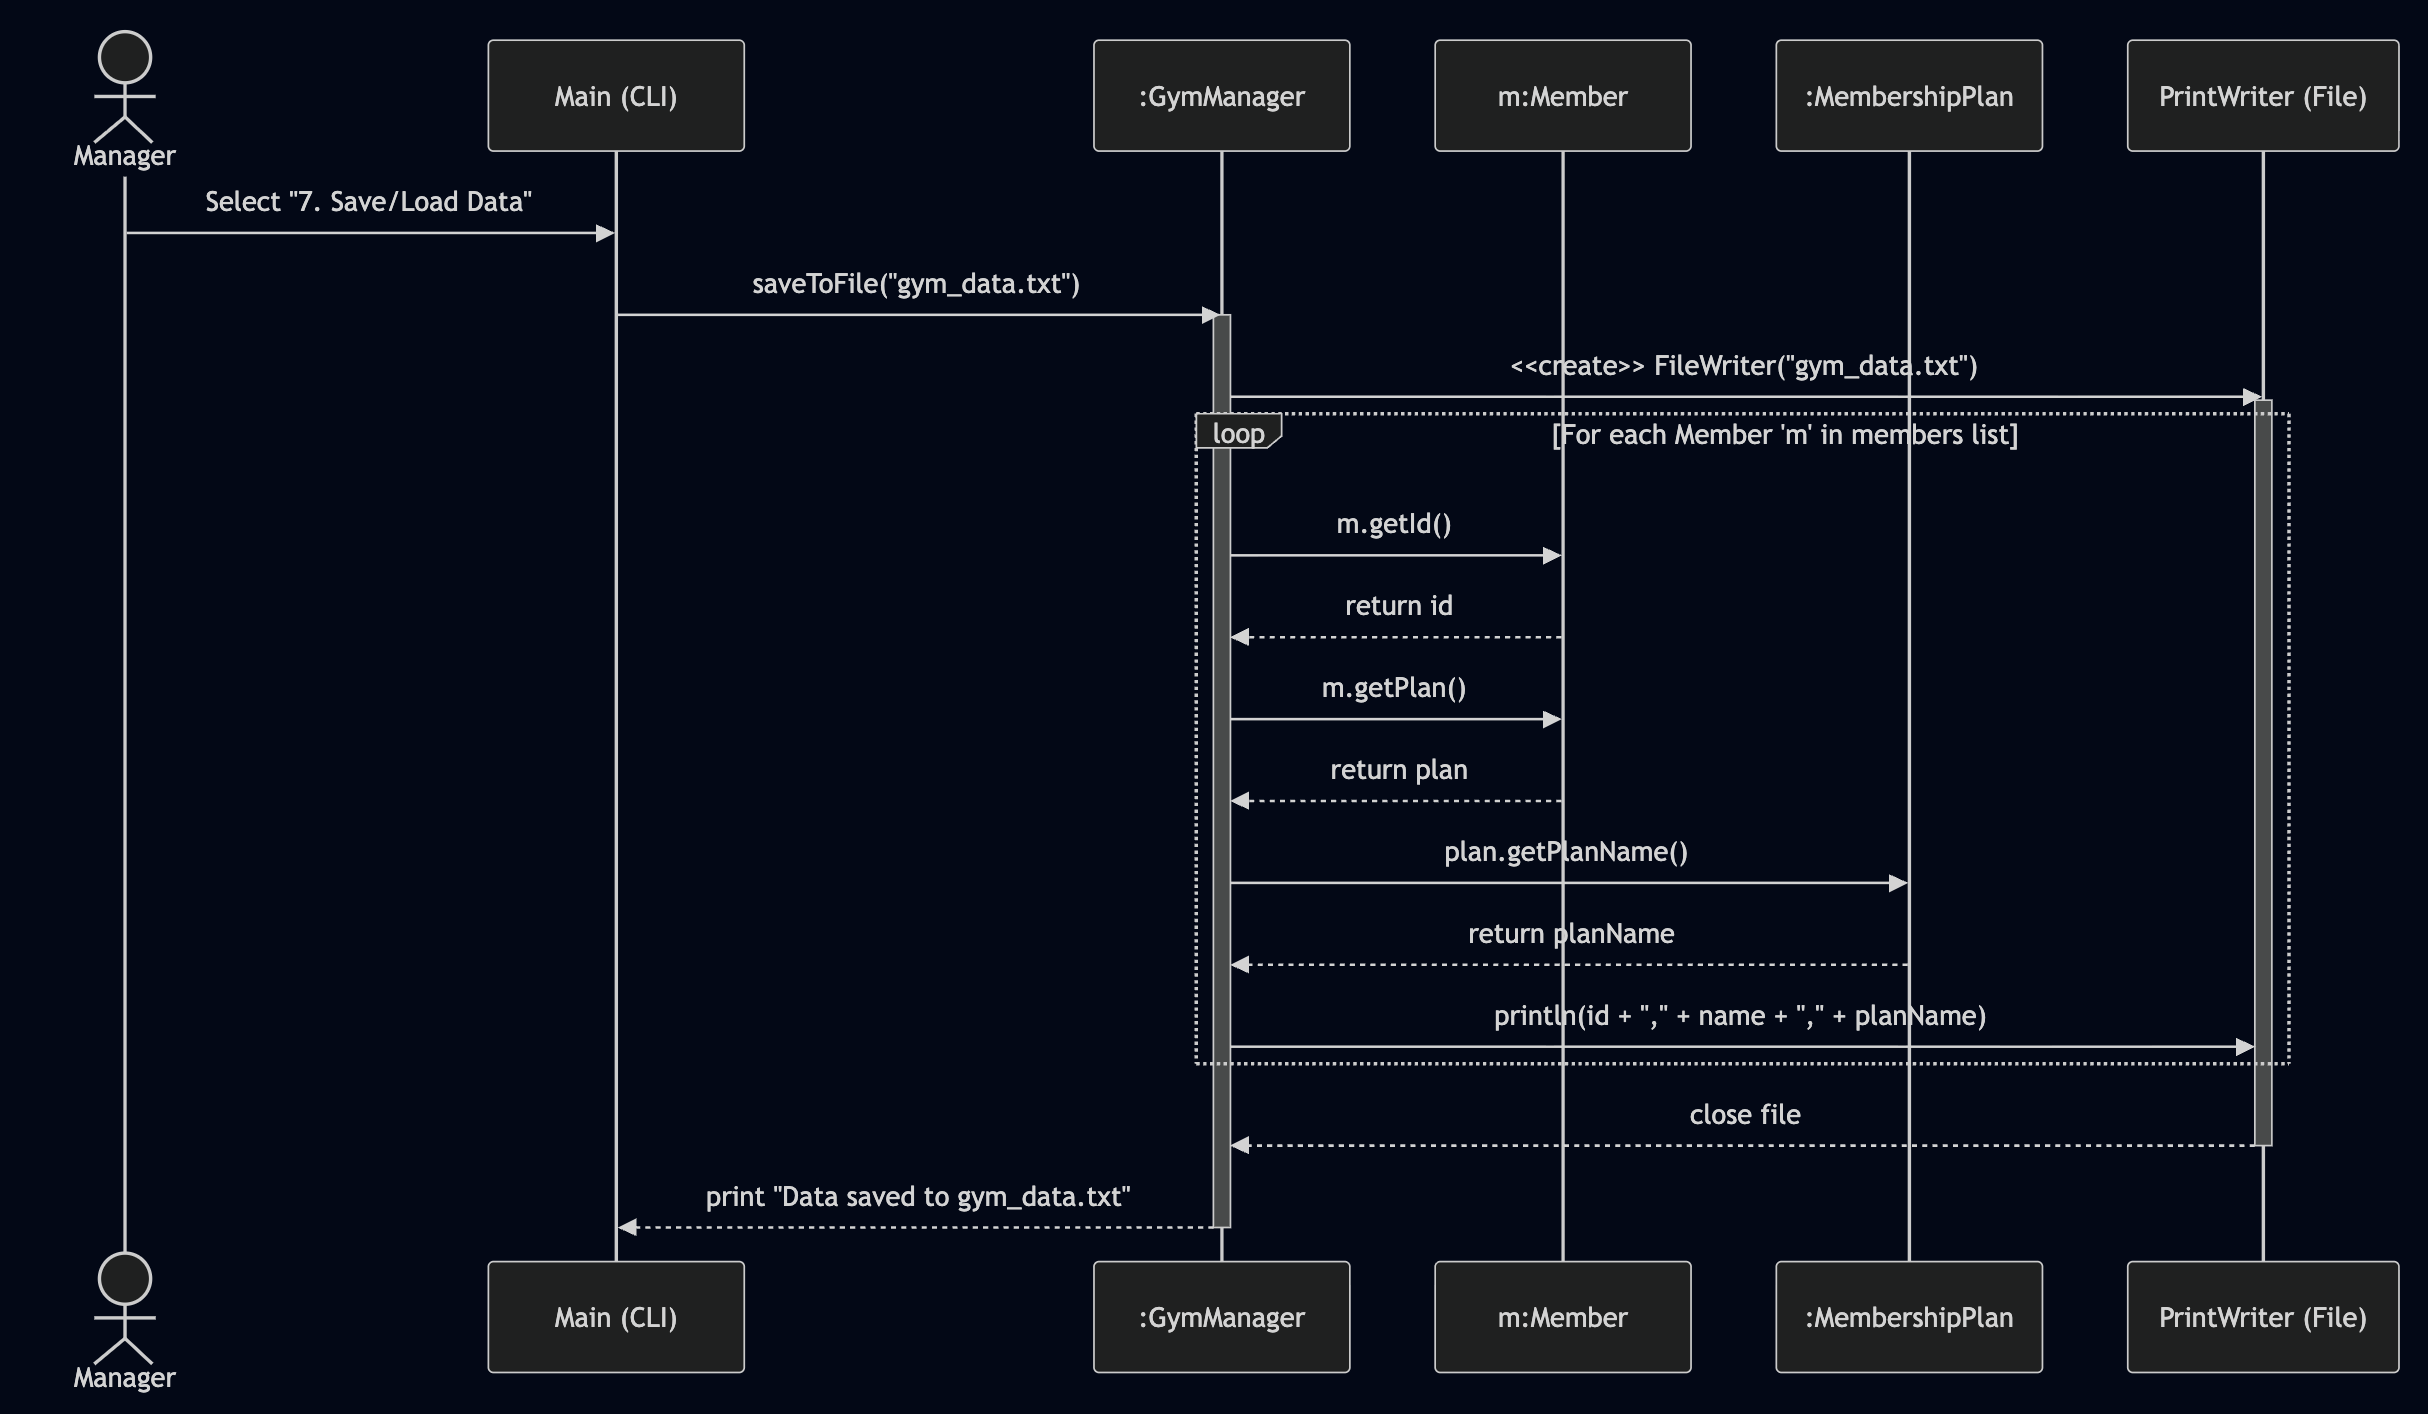 Manager
Main (CLI)
:GymManager
m:Member
:MembershipPlan
PrintWriter (File)
Select "7. Save/Load Data"
saveToFile("gym_data.txt")
<<create>> FileWriter("gym_data.txt")
loop
[For each Member 'm' in members list]
m.getId()
return id
m.getPlan()
return plan
plan.getPlanName()
return planName
println(id + "," + name + "," + planName)
close file
print "Data saved to gym_data.txt"
Manager
Main (CLI)
:GymManager
m:Member
:MembershipPlan
PrintWriter (File)